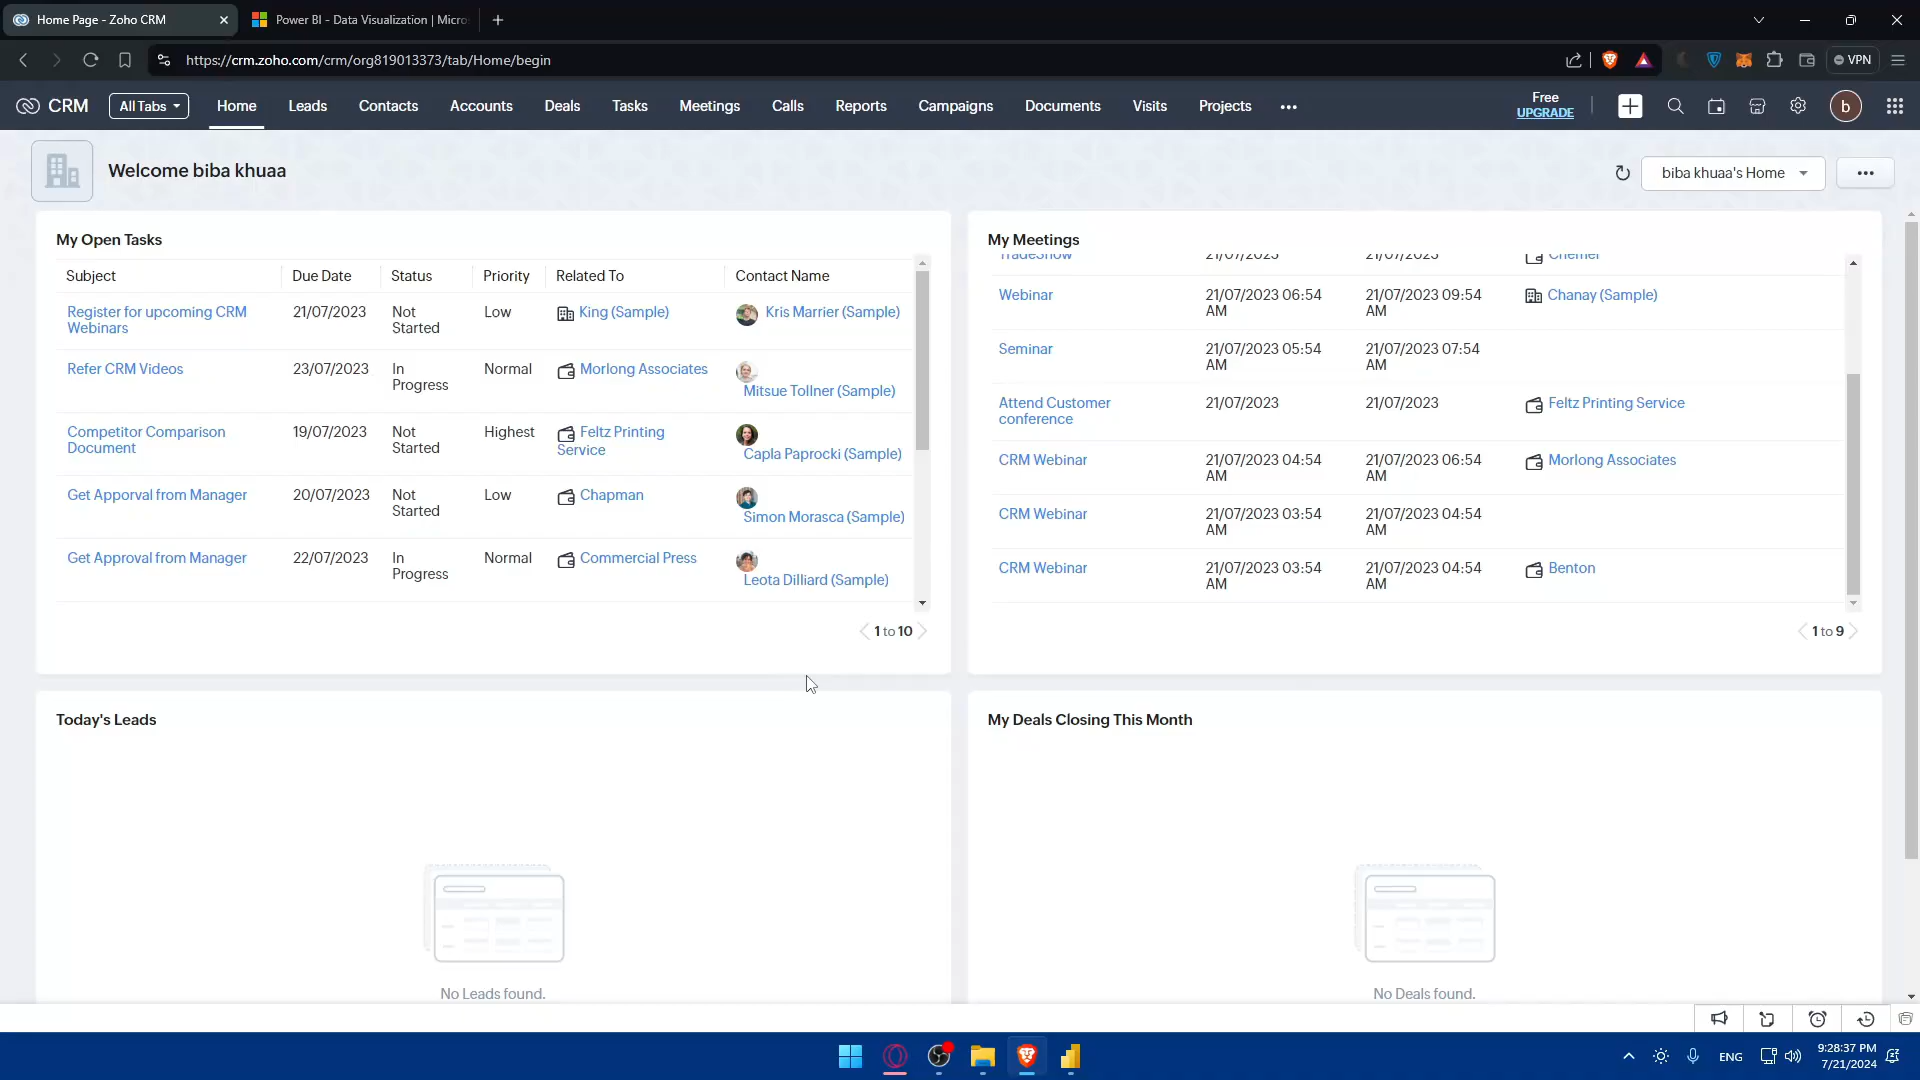 Home Page - Zoho CRM
Power BI - Data Visualization | Micro
https://crm.zoho.com/crm/org819013373/tab/Home/begin
VPN
CRM
All Tabs
Home
Leads
Contacts
Accounts
Deals
Tasks
Meetings
Calls
Reports
Campaigns
Documents
Visits
Projects
Free
UPGRADE
b
Welcome biba khuaa
biba khuaa's Home
My Open Tasks
Subject Due Date Status Priority Related To Contact Name
Register for upcoming CRM Webinars 21/07/2023 Not Started Low King (Sample) Kris Marrier (Sample)
Refer CRM Videos 23/07/2023 In Progress Normal Morlong Associates Mitsue Tollner (Sample)
Competitor Comparison Document 19/07/2023 Not Started Highest Feltz Printing Service Capla Paprocki (Sample)
Get Apporval from Manager 20/07/2023 Not Started Low Chapman Simon Morasca (Sample)
Get Approval from Manager 22/07/2023 In Progress Normal Commercial Press Leota Dilliard (Sample)
1 to 10
My Meetings
TradeShow 21/07/2023 21/07/2023 Chemel
Webinar 21/07/2023 06:54 AM 21/07/2023 09:54 AM Chanay (Sample)
Seminar 21/07/2023 05:54 AM 21/07/2023 07:54 AM
Attend Customer conference 21/07/2023 21/07/2023 Feltz Printing Service
CRM Webinar 21/07/2023 04:54 AM 21/07/2023 06:54 AM Morlong Associates
CRM Webinar 21/07/2023 03:54 AM 21/07/2023 04:54 AM
CRM Webinar 21/07/2023 03:54 AM 21/07/2023 04:54 AM Benton
1 to 9
Today's Leads
No Leads found.
My Deals Closing This Month
No Deals found.
ENG
9:28:37 PM
7/21/2024